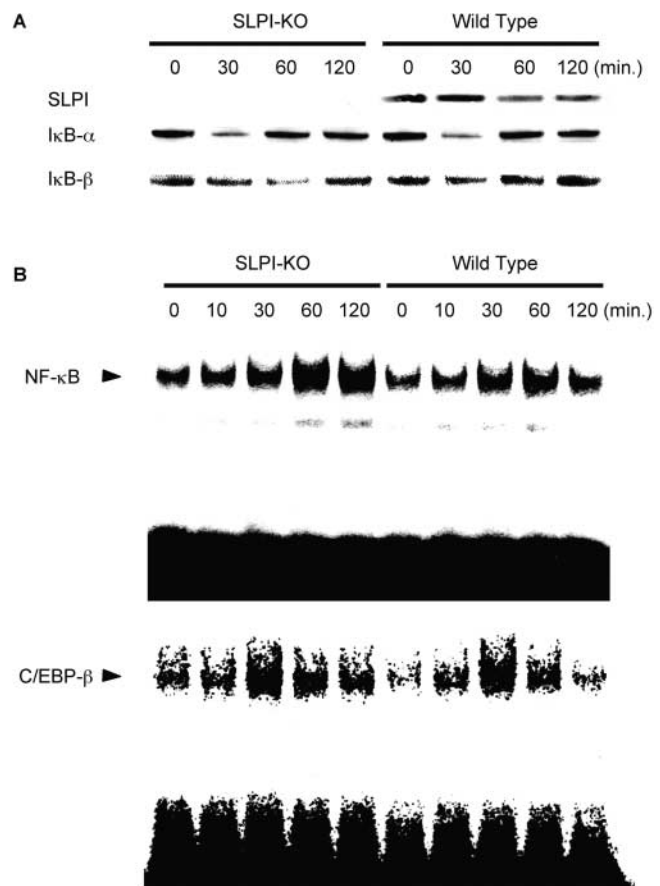 A
SLPI-KO Wild Type
0 30 60 120 0 30 60 120 (min.)
SLPI
IκB-α
IκB-β
B
SLPI-KO Wild Type
0 10 30 60 120 0 10 30 60 120 (min.)
NF-κB
C/EBP-β